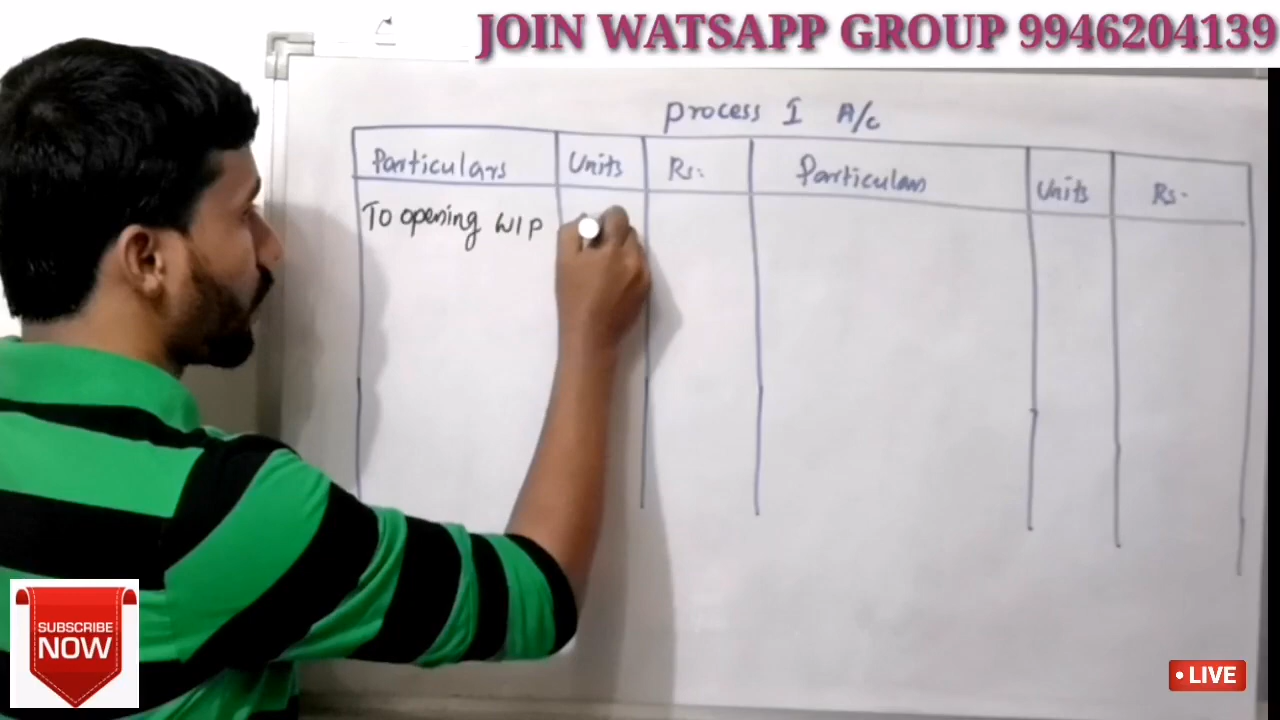 JOIN WATSAPP GROUP 9946204139
Process I A/c
Particulars Units Rs. Particulars Units Rs.
To opening WIP
SUBSCRIBE
NOW
LIVE